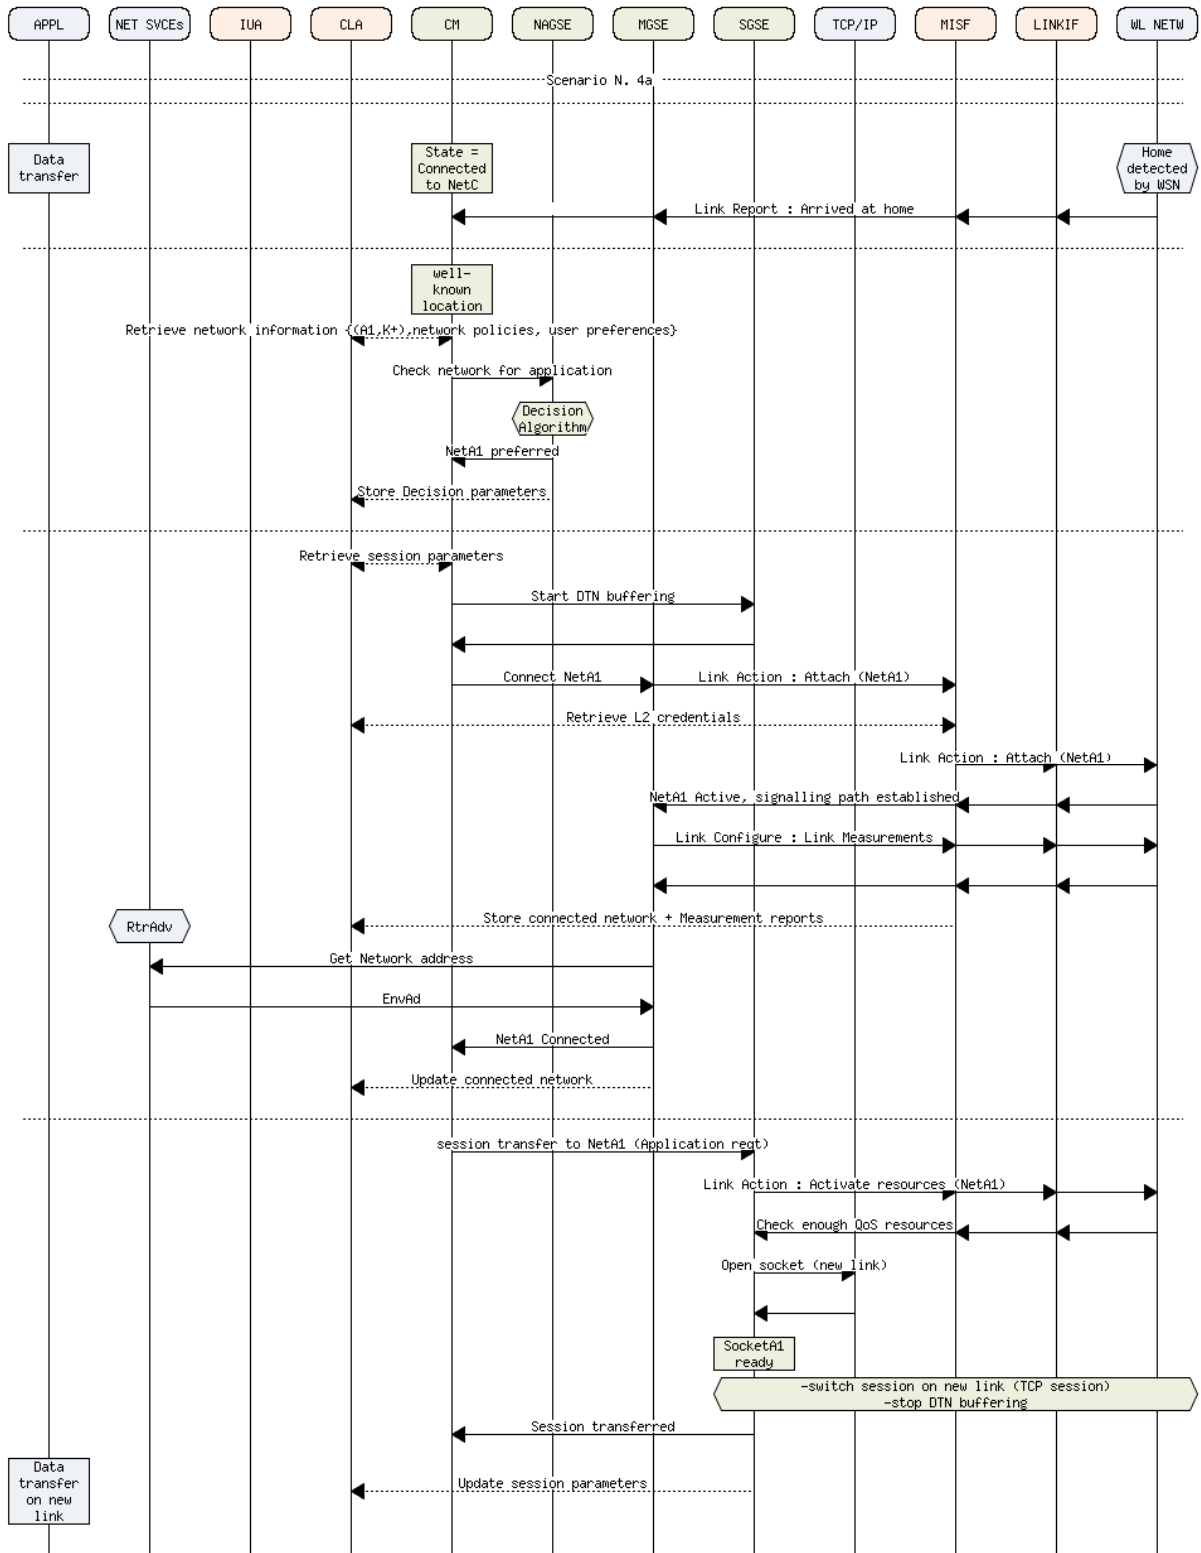 APPL NET SVCEs IUA CLA CM NAGSE MGSE SGSE TCP/IP MISF LINKIF WL NETW
Scenario N. 4a
Data
transfer
State =
Connected
to NetC
Home
detected
by WSN
Link Report : Arrived at home
well-
known
location
Retrieve network information {(A1,K+),network policies, user preferences}
Check network for application
Decision
Algorithm
NetA1 preferred
Store Decision parameters
Retrieve session parameters
Start DTN buffering
Connect NetA1
Link Action : Attach (NetA1)
Retrieve L2 credentials
Link Action : Attach (NetA1)
NetA1 Active, signalling path established
Link Configure : Link Measurements
RtrAdv
Store connected network + Measurement reports
Get Network address
EnvAd
NetA1 Connected
Update connected network
session transfer to NetA1 (Application reqt)
Link Action : Activate resources (NetA1)
Check enough QoS resources
Open socket (new link)
SocketA1
ready
-switch session on new link (TCP session)
-stop DTN buffering
Session transferred
Data
transfer
on new
link
Update session parameters